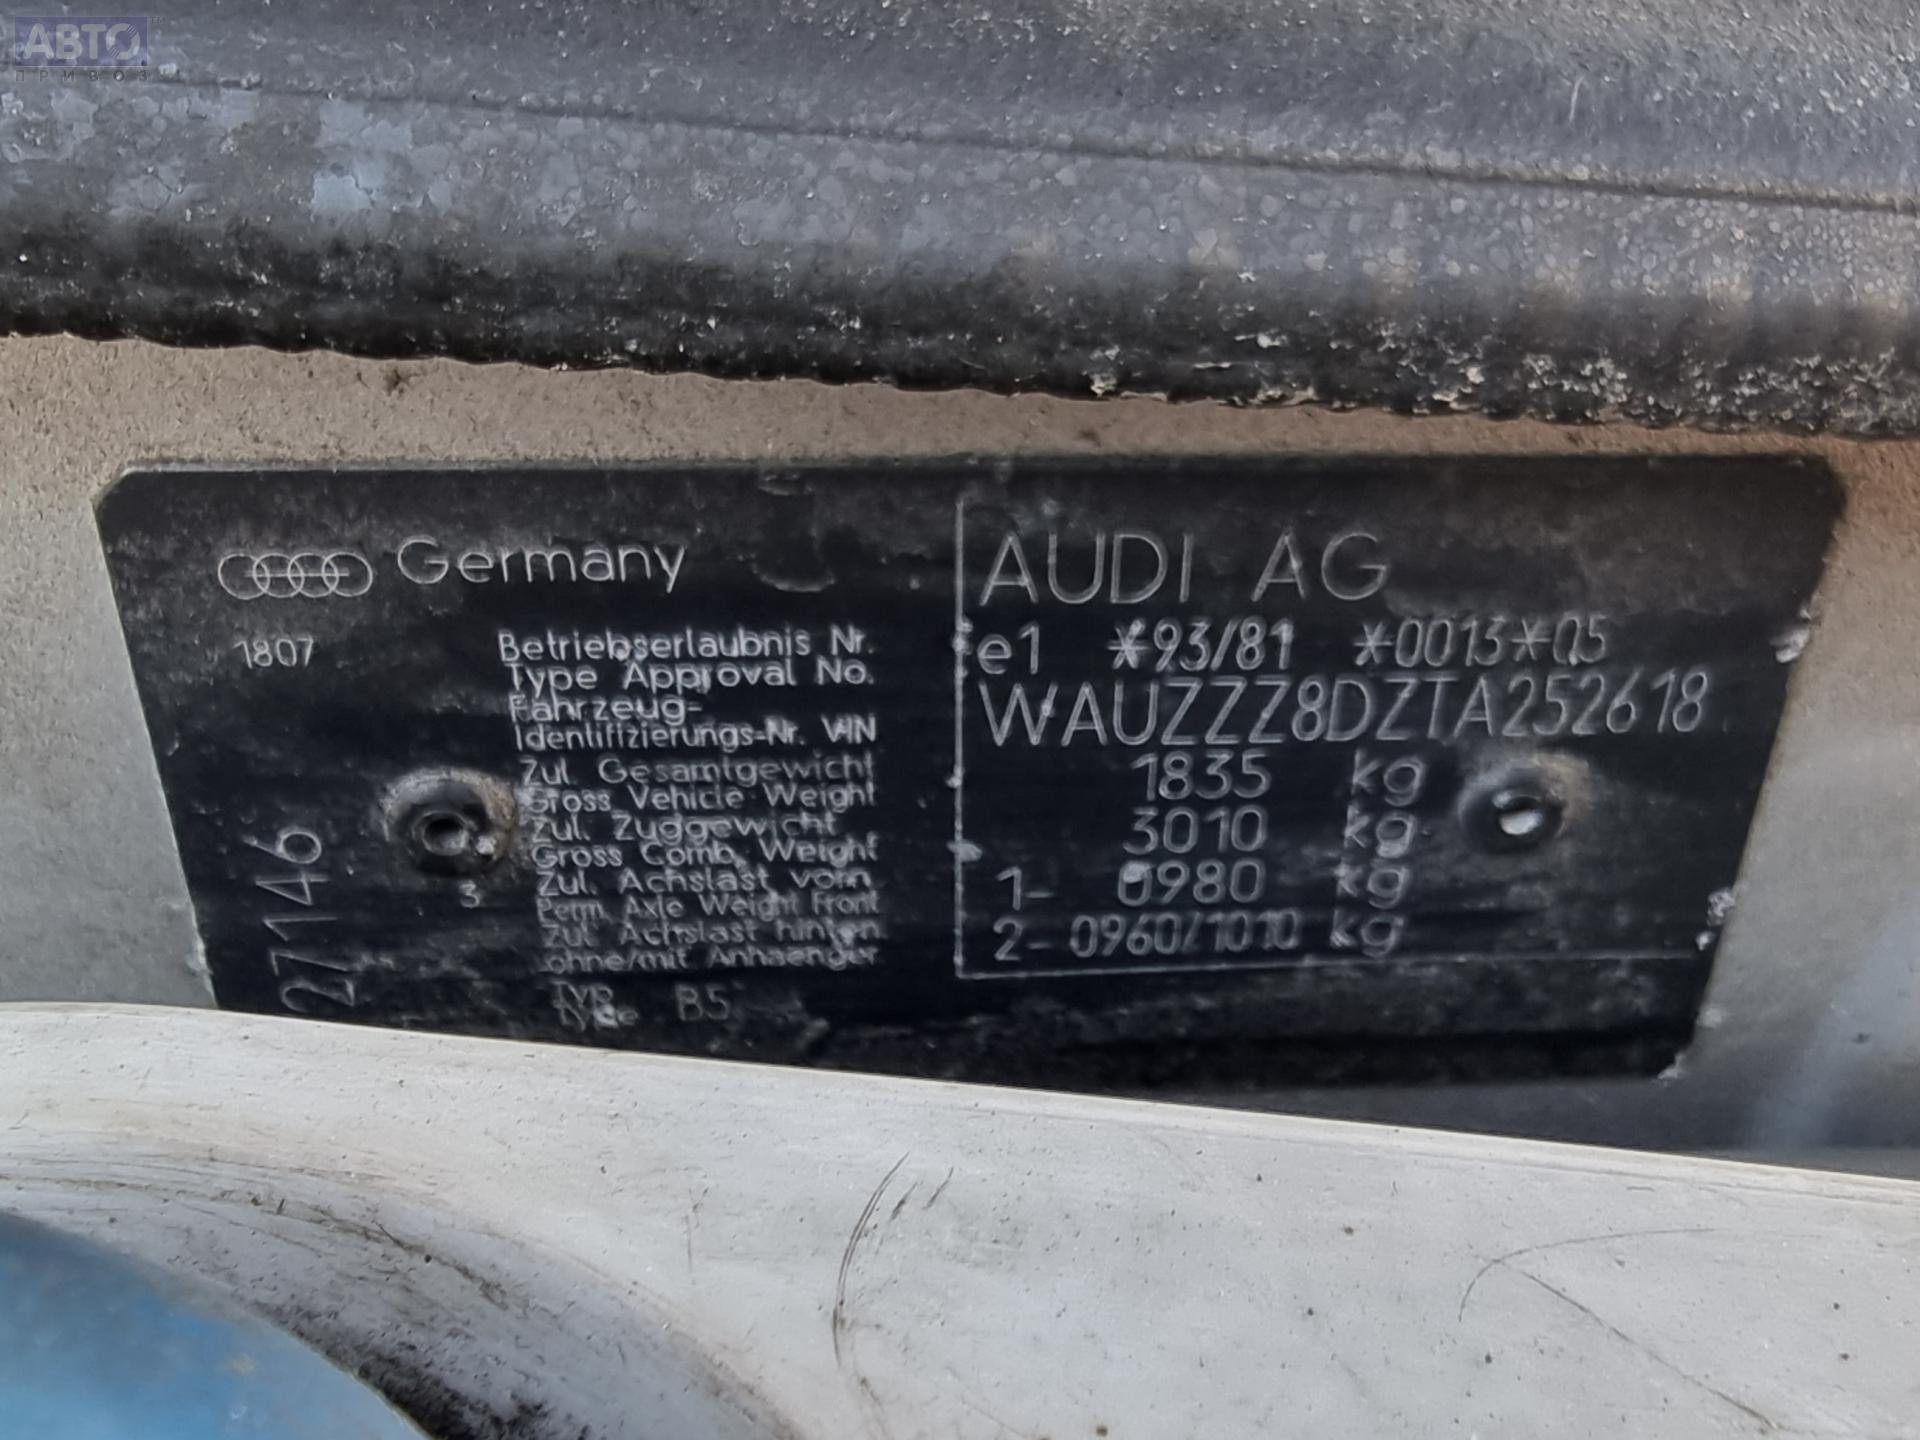 АВТО
ПРИВОЗ
Germany
1807
27146
3
Betriebserlaubnis Nr.
Type Approval No.
Fahrzeug-
Identifizierungs-Nr. VIN
Zul. Gesamtgewicht
Gross Vehicle Weight
Zul. Zuggewicht
Gross Comb. Weight
Zul. Achslast vorn
Perm. Axle Weight Front
Zul. Achslast hinten
ohne/mit Anhaenger
Typ
Type B5
AUDI AG
e1 *93/81 *0013*05
WAUZZZ8DZTA252618
1835 kg
3010 kg
1- 0980 kg
2- 0960/1010 kg